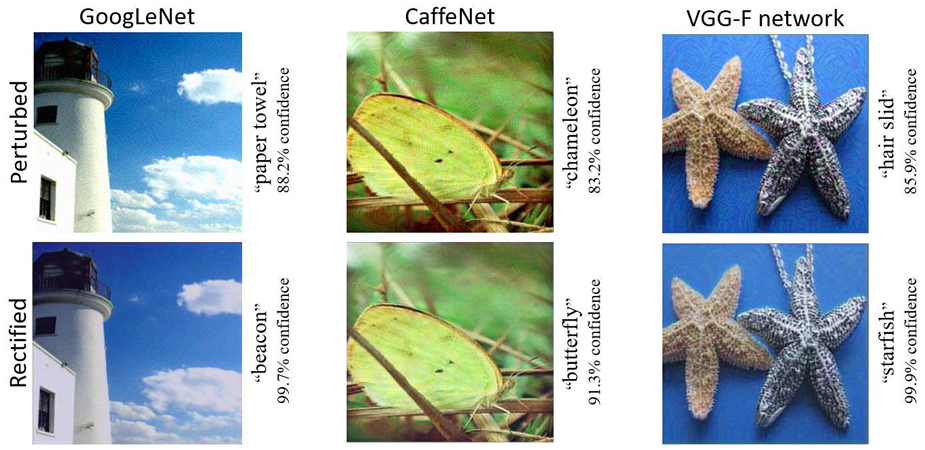 GoogLeNet
CaffeNet
VGG-F network
Perturbed
“paper towel”
88.2% confidence
“chameleon”
83.2% confidence
“hair slid”
85.9% confidence
Rectified
“beacon”
99.7% confidence
“butterfly”
91.3% confidence
“starfish”
99.9% confidence